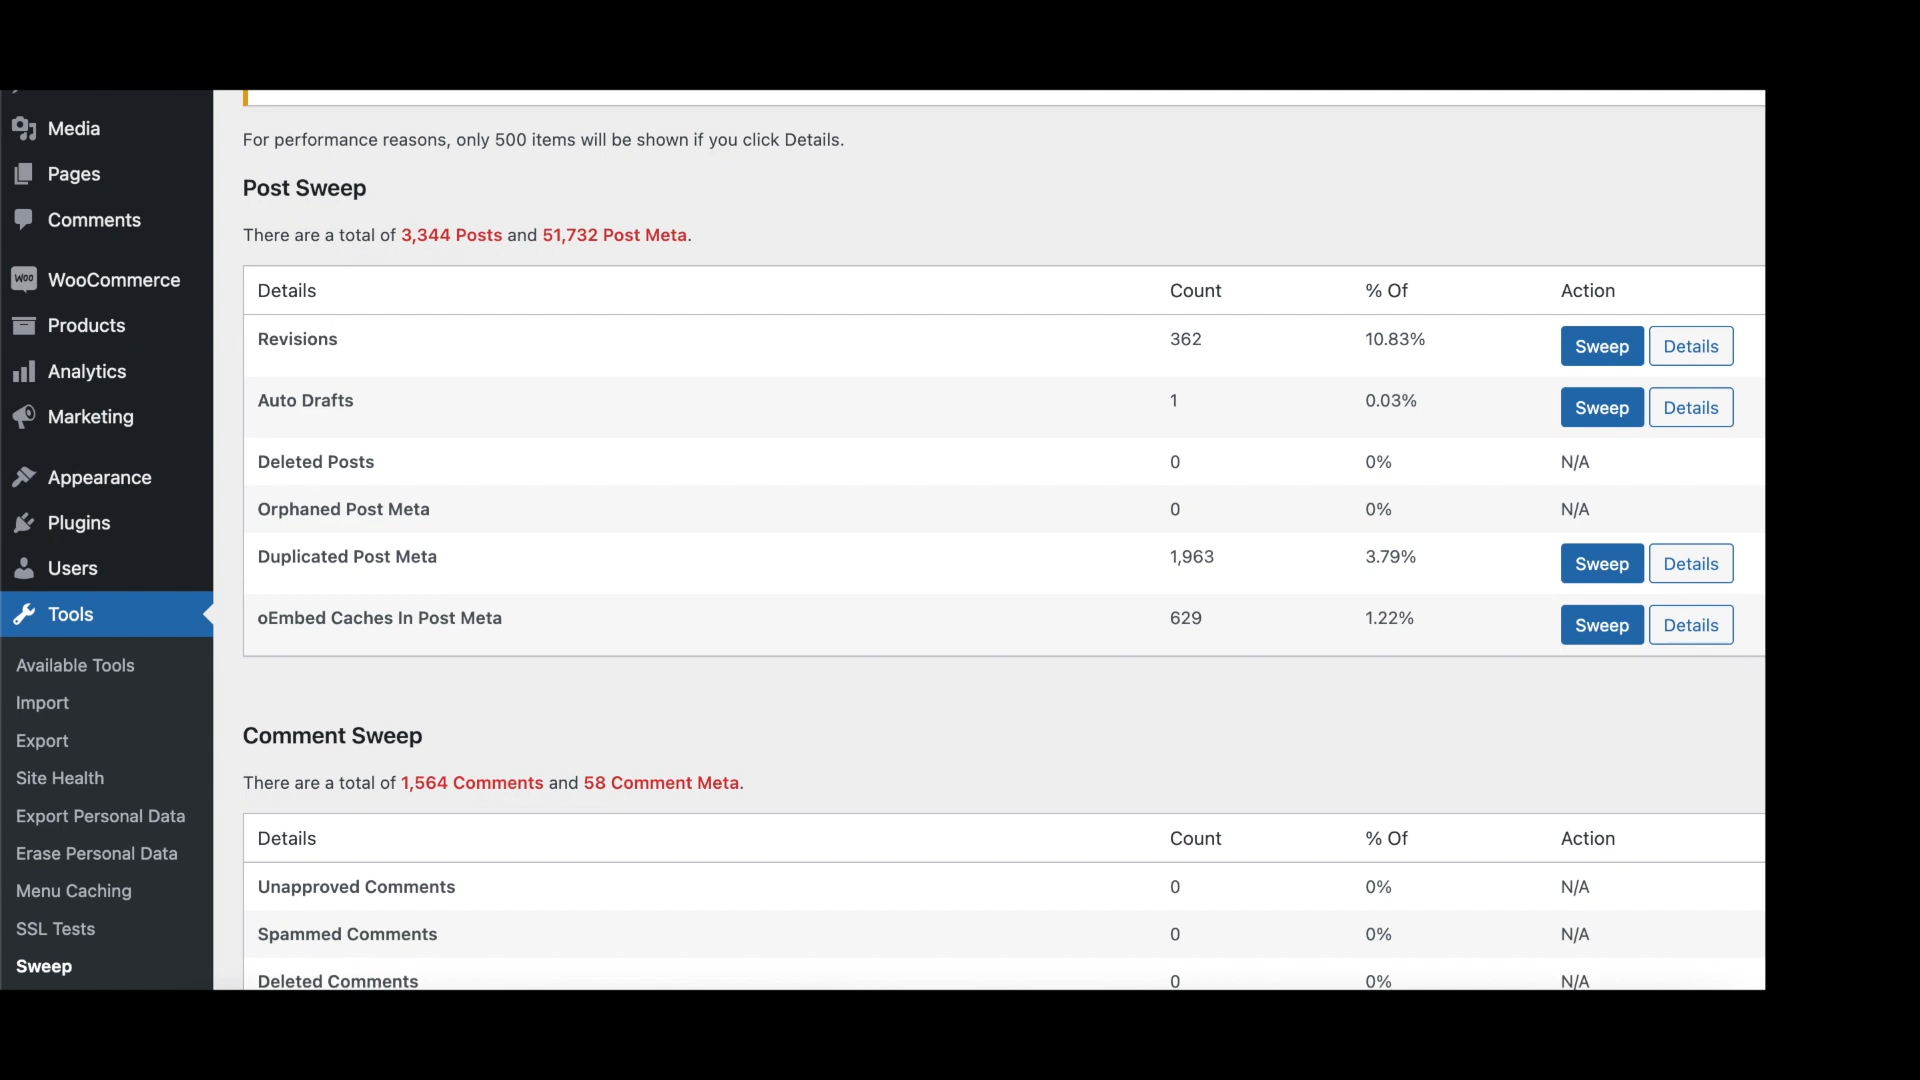 Media
Pages
Comments
WOO WooCommerce
Products
Analytics
Marketing
Appearance
Plugins
Users
Tools
Available Tools
Import
Export
Site Health
Export Personal Data
Erase Personal Data
Menu Caching
SSL Tests
Sweep
For performance reasons, only 500 items will be shown if you click Details.
Post Sweep
There are a total of 3,344 Posts and 51,732 Post Meta.
Details Count % Of Action
Revisions 362 10.83% Sweep Details
Auto Drafts 1 0.03% Sweep Details
Deleted Posts 0 0% N/A
Orphaned Post Meta 0 0% N/A
Duplicated Post Meta 1,963 3.79% Sweep Details
oEmbed Caches In Post Meta 629 1.22% Sweep Details
Comment Sweep
There are a total of 1,564 Comments and 58 Comment Meta.
Details Count % Of Action
Unapproved Comments 0 0% N/A
Spammed Comments 0 0% N/A
Deleted Comments 0 0% N/A